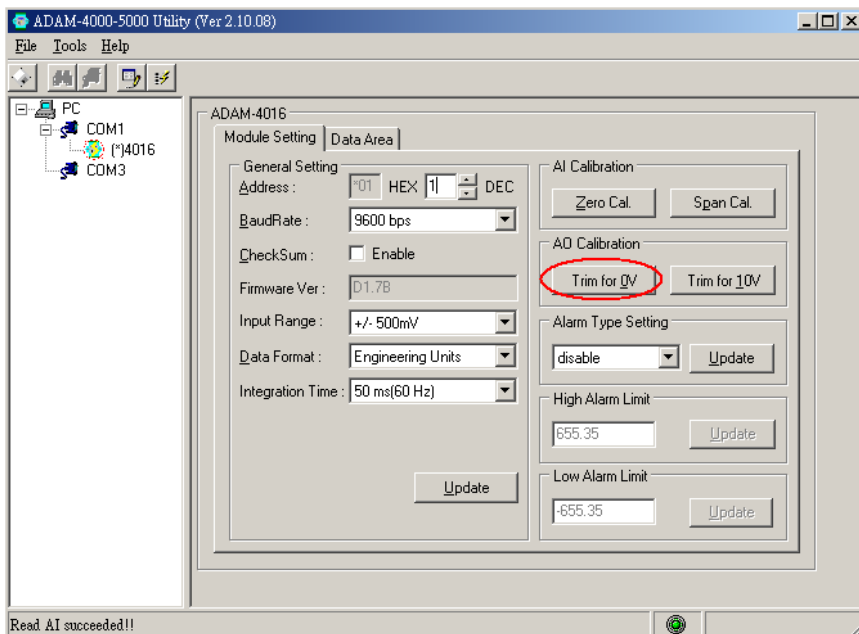 ADAM-4000-5000 Utility (Ver 2.10.08)
File Tools Help
PC
COM1
(*)4016
COM3
ADAM-4016
Module Setting
Data Area
General Setting
Address : *01 HEX 1 DEC
BaudRate : 9600 bps
CheckSum : Enable
Firmware Ver : D1.7B
Input Range : +/- 500mV
Data Format : Engineering Units
Integration Time : 50 ms(60 Hz)
Update
AI Calibration
Zero Cal. Span Cal.
AO Calibration
Trim for 0V Trim for 10V
Alarm Type Setting
disable Update
High Alarm Limit
655.35 Update
Low Alarm Limit
-655.35 Update
Read AI succeeded!!